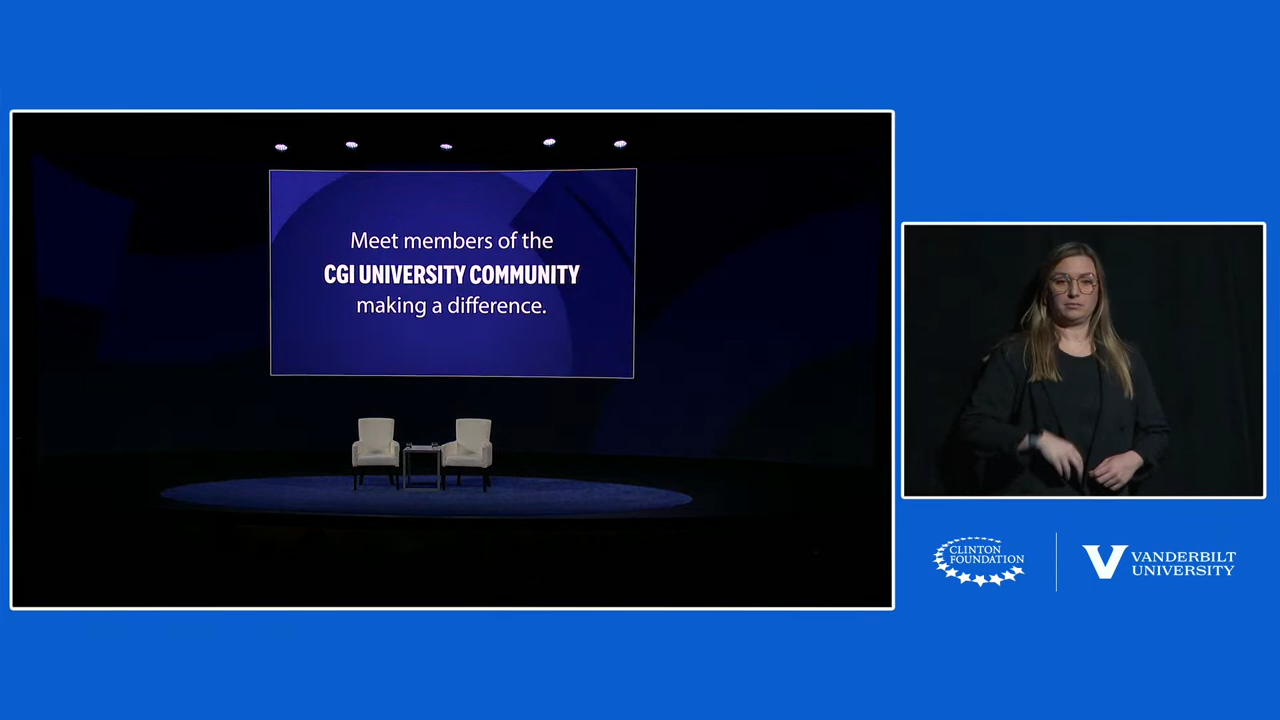 Meet members of the
CGI UNIVERSITY COMMUNITY
making a difference.
CLINTON
FOUNDATION
V VANDERBILT
UNIVERSITY